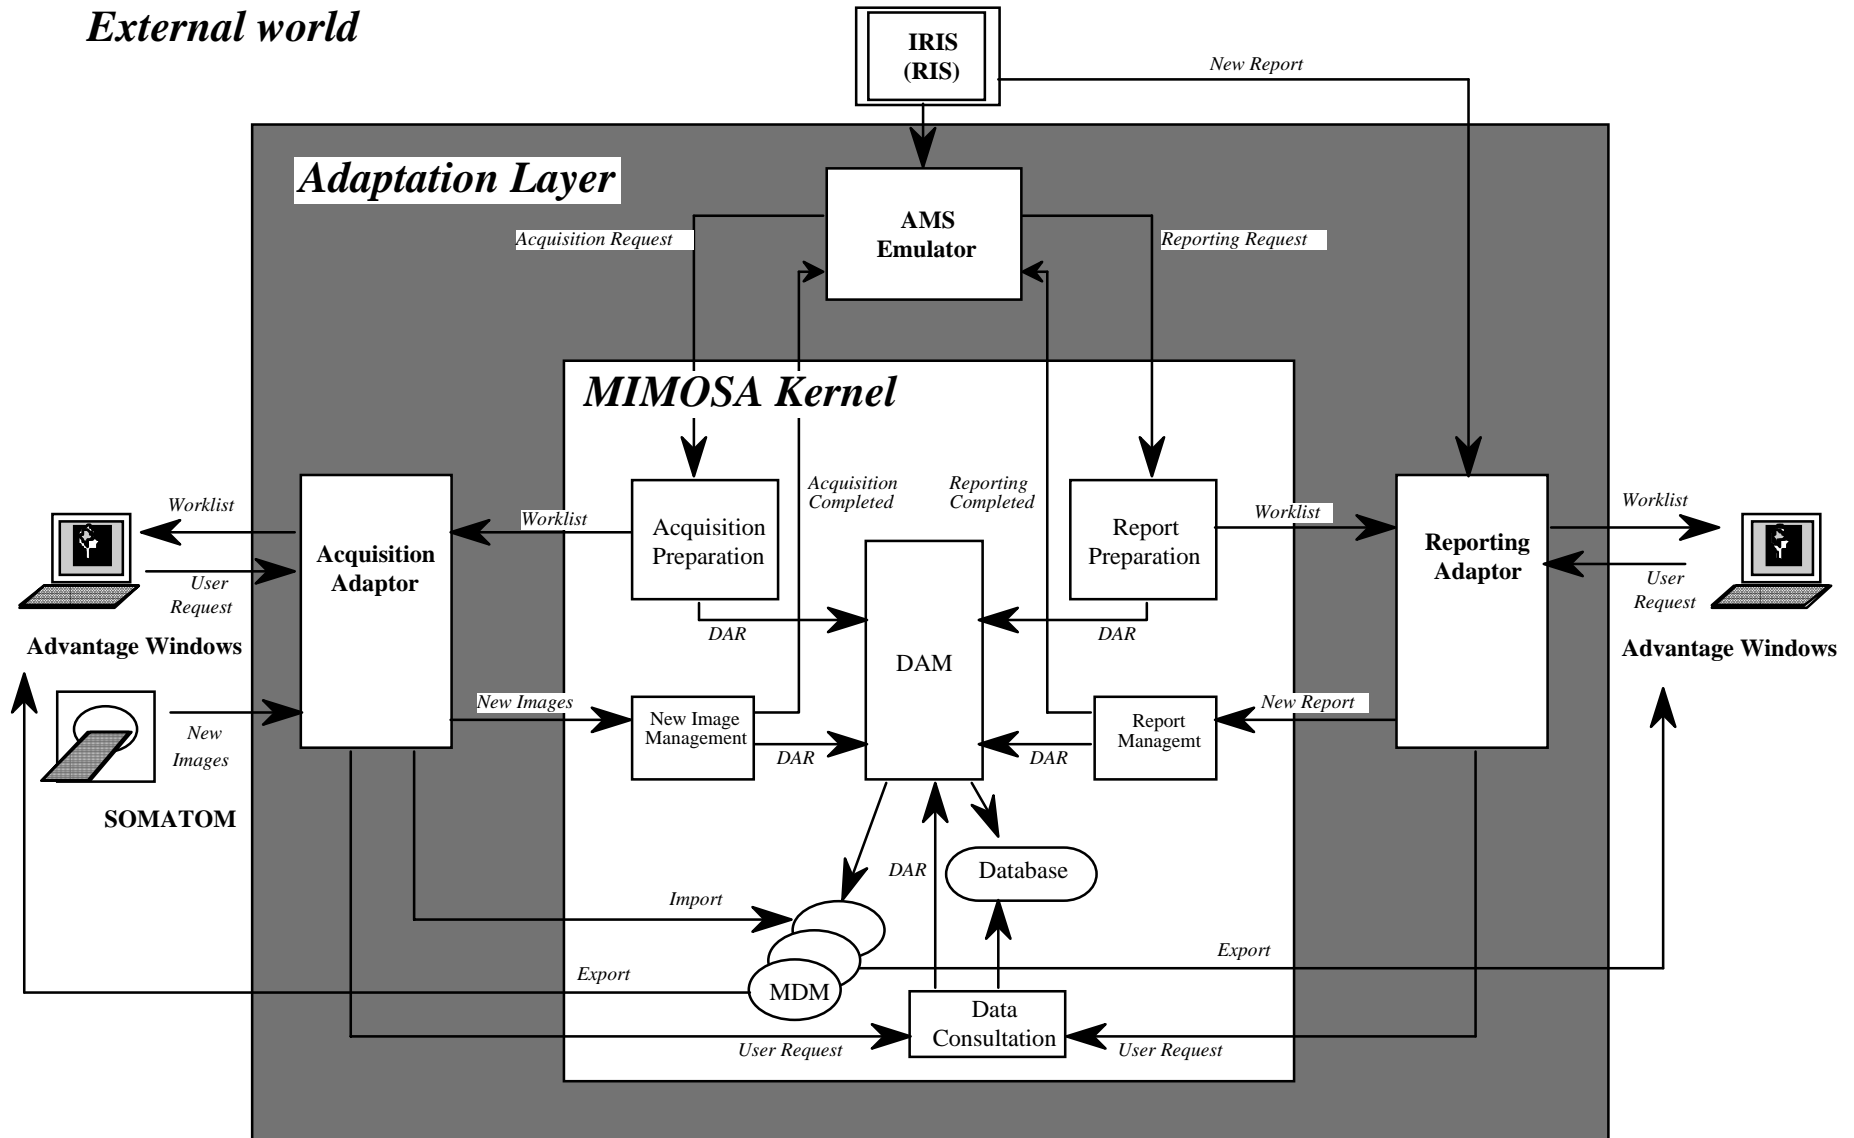 External world
IRIS
(RIS)
New Report
Adaptation Layer
AMS
Emulator
Acquisition Request
Reporting Request
MIMOSA Kernel
Acquisition
Completed
Reporting
Completed
Worklist
User
Request
Advantage Windows
Acquisition
Adaptor
Worklist
Acquisition
Preparation
DAR
Report
Preparation
DAR
Worklist
Reporting
Adaptor
Worklist
User
Request
Advantage Windows
DAM
New Images
New Image
Management
DAR
Report
Managemt
DAR
New Report
New
Images
SOMATOM
DAR
Database
Import
Export
MDM
Export
Data
Consultation
User Request
User Request